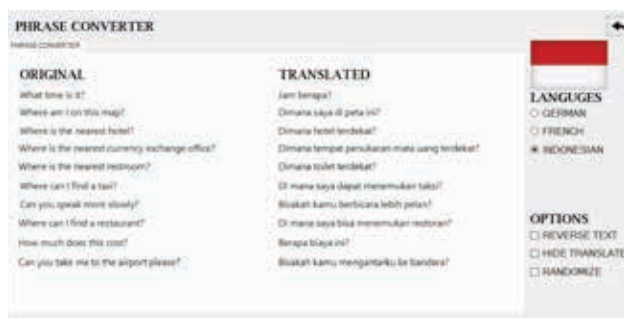 PHRASE CONVERTER
PHRASE CONVERTER
ORIGINAL
What time is it?
Where am I on this map?
Where is the nearest hotel?
Where is the nearest currency exchange office?
Where is the nearest restroom?
Where can I find a taxi?
Can you speak more slowly?
Where can I find a restaurant?
How much does this cost?
Can you take me to the airport please?
TRANSLATED
Jam berapa?
Dimana saya di peta ini?
Dimana hotel terdekat?
Dimana tempat penukaran mata uang terdekat?
Dimana toilet terdekat?
Di mana saya dapat menemukan taksi?
Bisakah kamu berbicara lebih pelan?
Di mana saya bisa menemukan restoran?
Berapa biaya ini?
Bisakah kamu mengantarku ke bandara?
LANGUGES
GERMAN
FRENCH
INDONESIAN
OPTIONS
REVERSE TEXT
HIDE TRANSLATE
RANDOMIZE